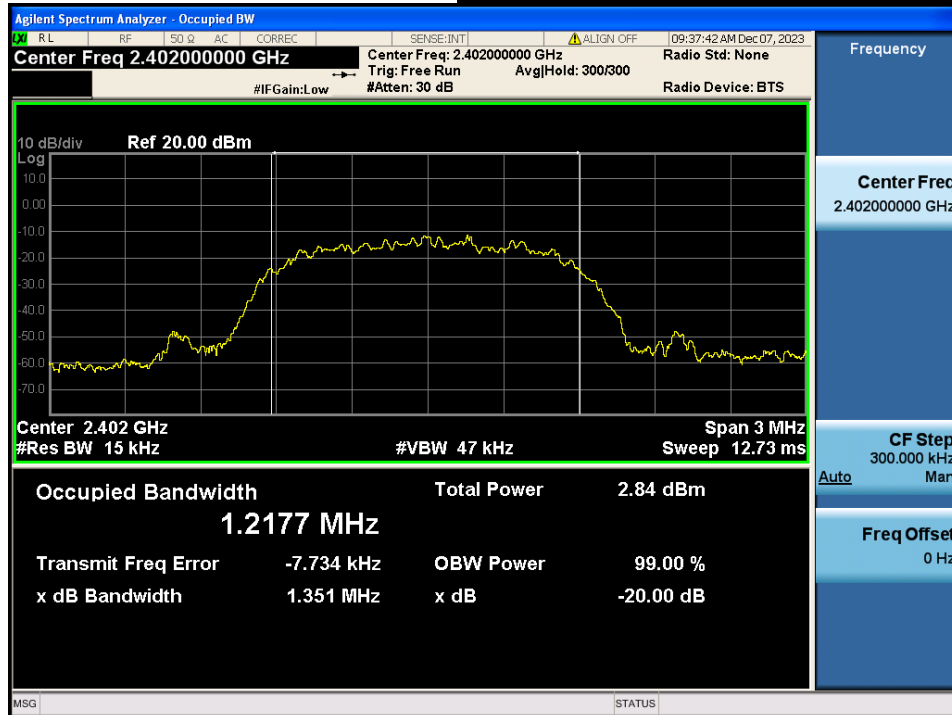 Agilent Spectrum Analyzer - Occupied BW
LXI RL RF 50 Ω AC CORREC SENSE:INT ALIGN OFF 09:37:42 AM Dec 07, 2023
Center Freq 2.402000000 GHz
Center Freq: 2.402000000 GHz
Radio Std: None
Trig: Free Run Avg|Hold: 300/300
#IFGain:Low
#Atten: 30 dB
Radio Device: BTS
Frequency
10 dB/div Ref 20.00 dBm
Log
10.0
0.00
-10.0
-20.0
-30.0
-40.0
-50.0
-60.0
-70.0
Center 2.402 GHz Span 3 MHz
#Res BW 15 kHz #VBW 47 kHz Sweep 12.73 ms
Occupied Bandwidth Total Power 2.84 dBm
1.2177 MHz
Transmit Freq Error -7.734 kHz OBW Power 99.00 %
x dB Bandwidth 1.351 MHz x dB -20.00 dB
Center Freq
2.402000000 GHz
CF Step
300.000 kHz
Auto Man
Freq Offset
0 Hz
MSG STATUS